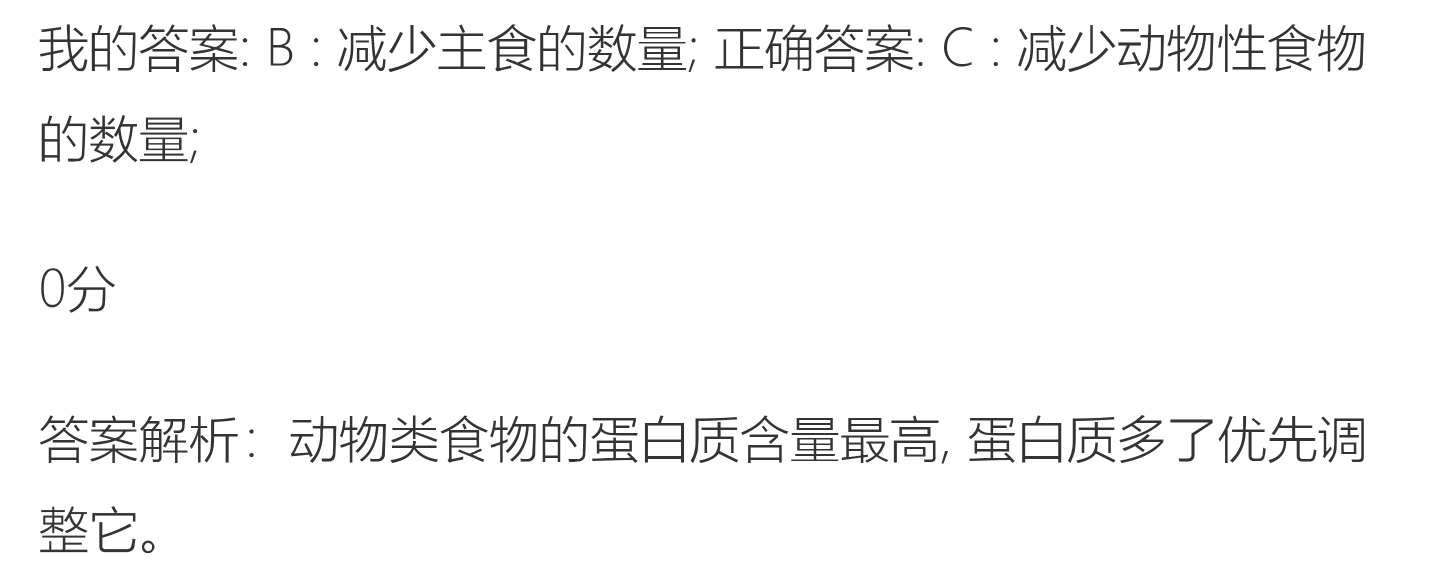 我的答案: B : 减少主食的数量; 正确答案: C : 减少动物性食物
的数量;
0分
答案解析：动物类食物的蛋白质含量最高, 蛋白质多了优先调
整它。